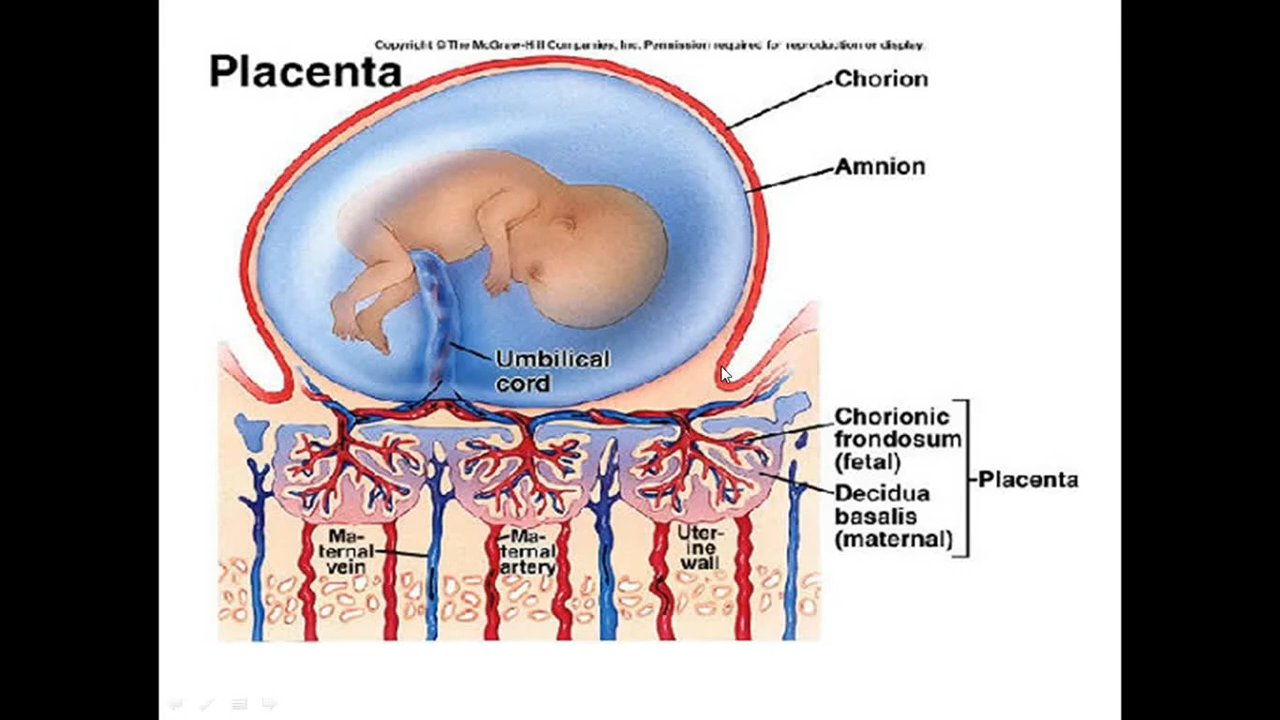 Copyright © The McGraw-Hill Companies, Inc. Permission required for reproduction or display.
Placenta
Chorion
Amnion
Umbilical
cord
Chorionic
frondosum
(fetal)
Placenta
Decidua
basalis
(maternal)
Ma-
ternal
vein
Ma-
ternal
artery
Uter-
ine
wall